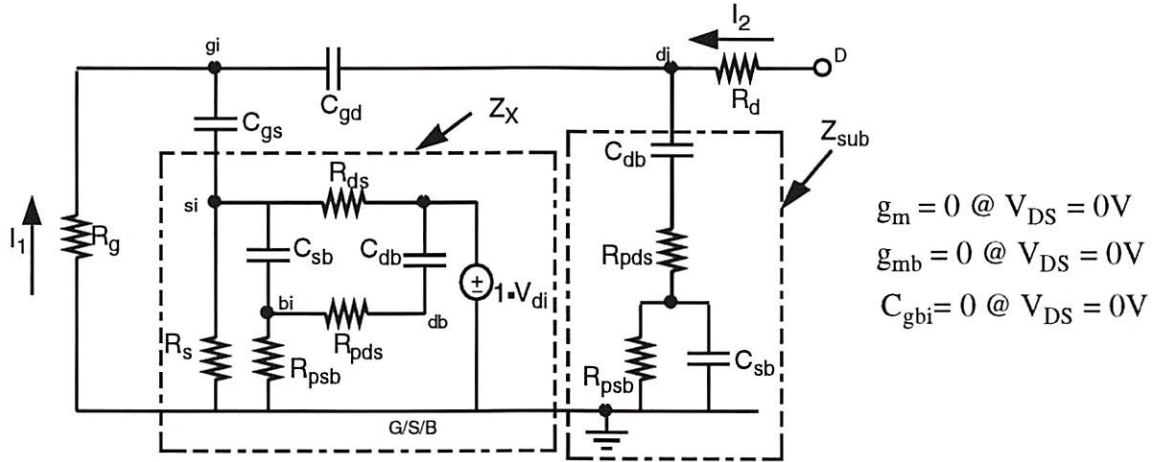 I2
gi
di
D
Cgd
Rd
Cgs
ZX
Zsub
Cdb
Rds
si
I1
Rg
Csb
Cdb
1▪Vdi
Rpds
gm = 0 @ VDS = 0V
gmb = 0 @ VDS = 0V
Cgbi= 0 @ VDS = 0V
bi
db
Rpds
Rs
Rpsb
Rpsb
Csb
G/S/B